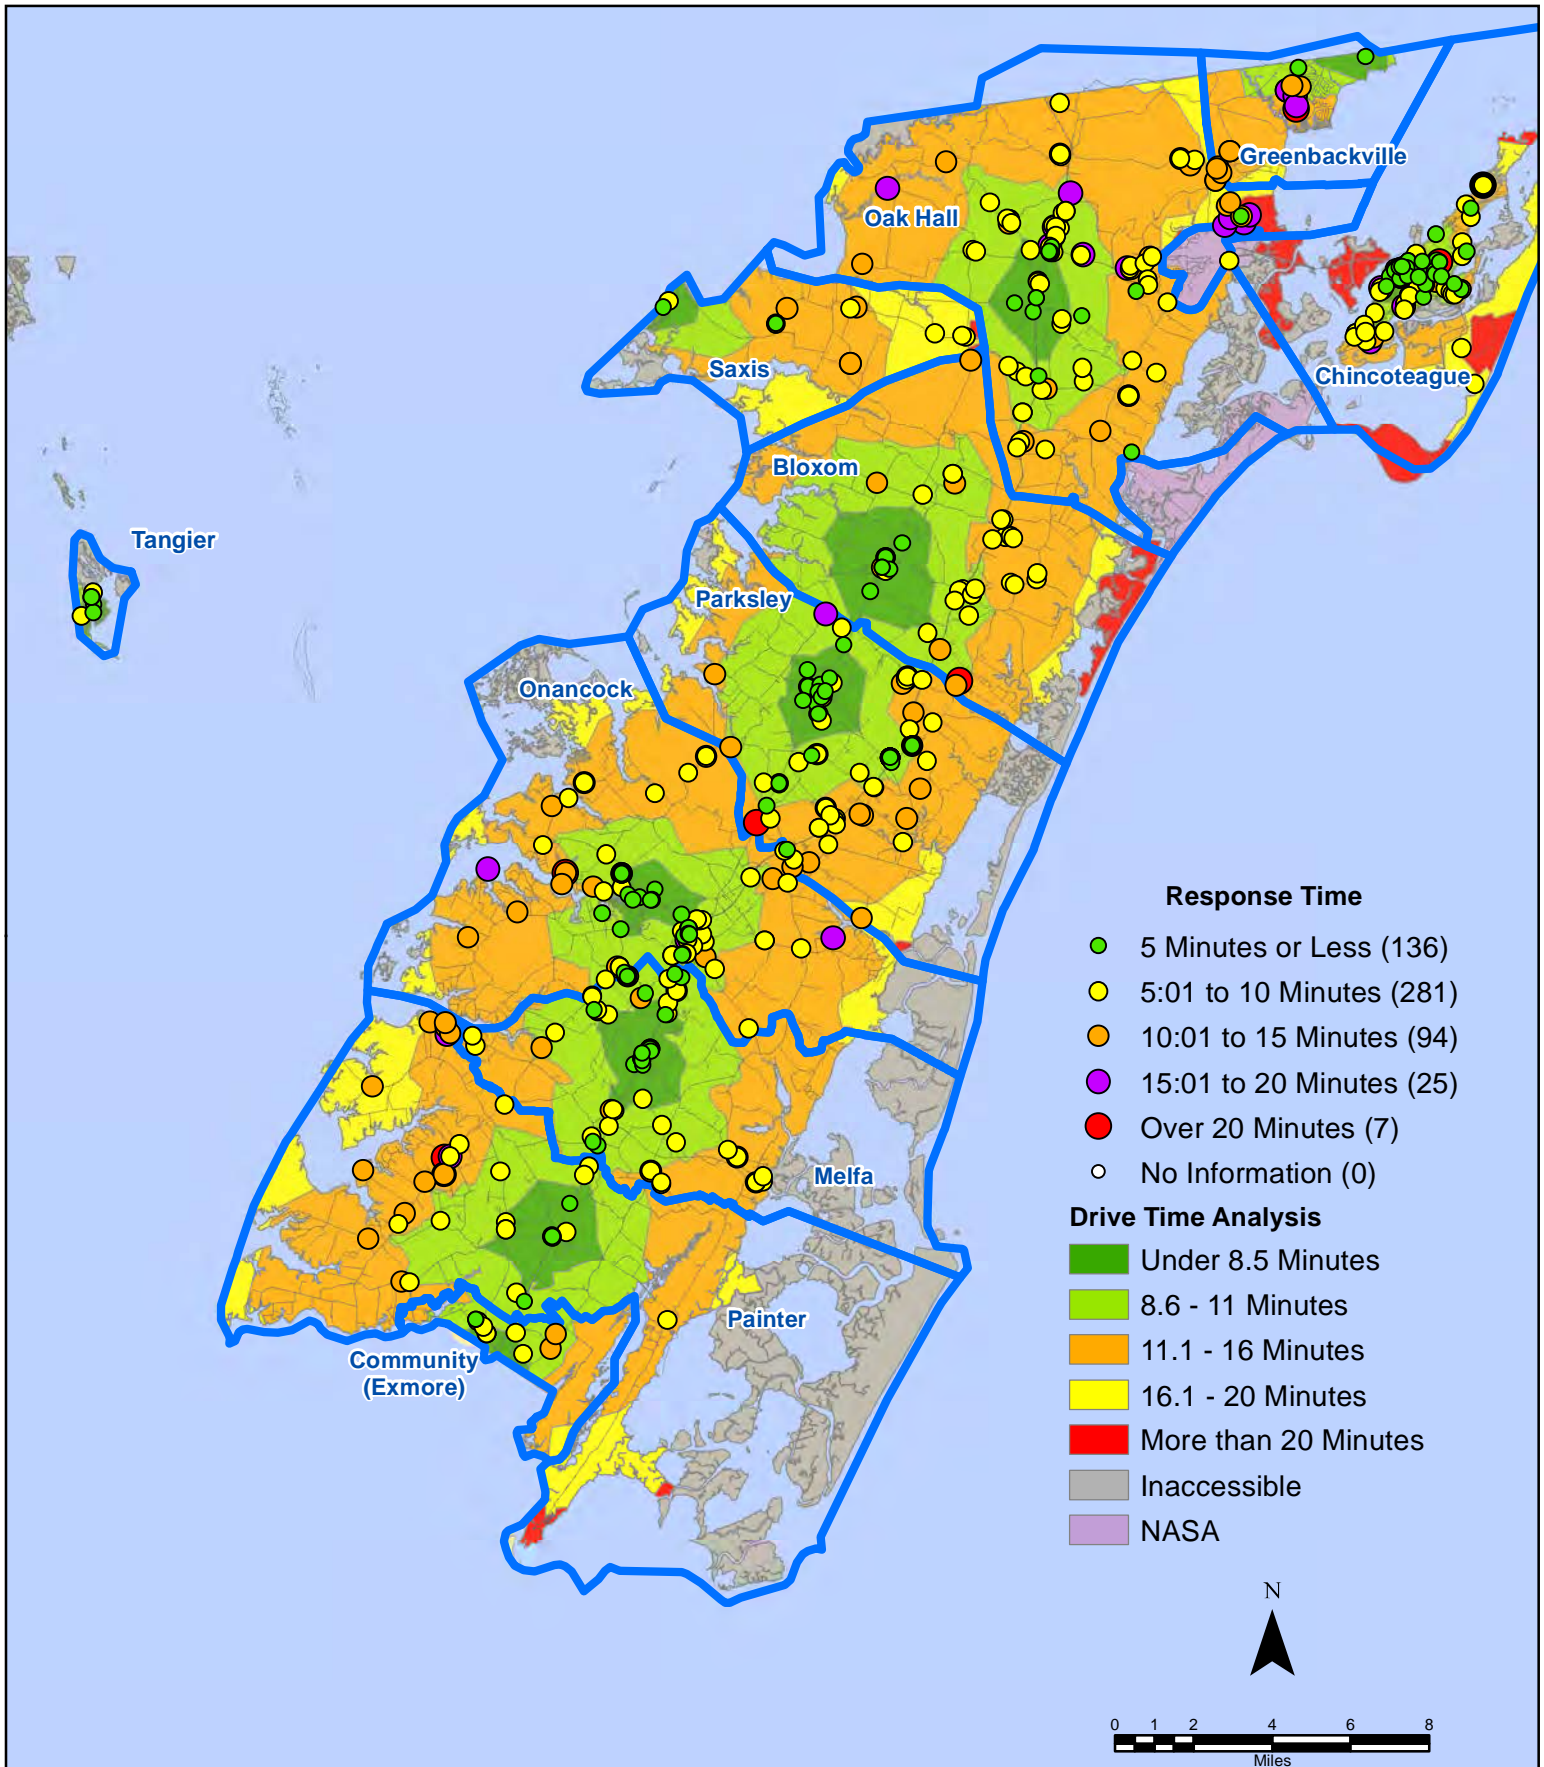 Greenbackville
Oak Hall
Chincoteague
Saxis
Bloxom
Tangier
Parksley
Onancock
Response Time
5 Minutes or Less (136)
5:01 to 10 Minutes (281)
10:01 to 15 Minutes (94)
15:01 to 20 Minutes (25)
Over 20 Minutes (7)
No Information (0)
Melfa
Drive Time Analysis
Under 8.5 Minutes
8.6 - 11 Minutes
11.1 - 16 Minutes
16.1 - 20 Minutes
More than 20 Minutes
Inaccessible
NASA
Painter
Community
(Exmore)
N
0 1 2 4 6 8
Miles